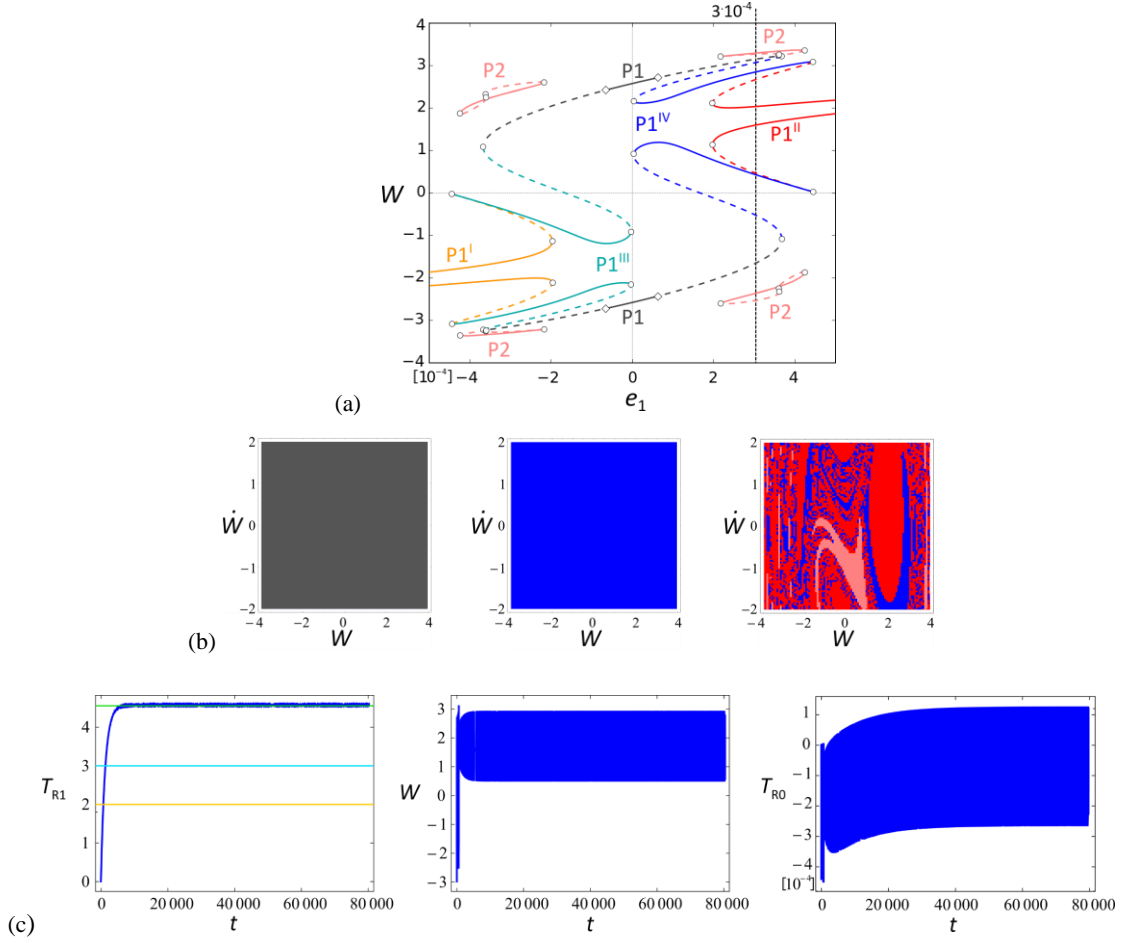 3·10⁻⁴
4
P2
P1
P2
3
2
P1ᴵⱽ
P1ᴵᴵ
1
W
0
−1
P1ᴵ
P1ᴵᴵᴵ
−2
P1
P2
−3
P2
−4
[10⁻⁴] −4 −2 0 2 4
(a)
e₁
2 2 2
1 1 1
Ẇ 0 Ẇ 0 Ẇ 0
−1 −1 −1
−2 −2 −2
−4 −2 0 2 4 −4 −2 0 2 4 −4 −2 0 2 4
(b) W W W
4 3 1
2 0
3 1 −1
T_R1 W T_R0
2 0 −2
−1
1 −3
−2 −4
0 −3 [10⁻⁴]
0 20 000 40 000 60 000 80 000 0 20 000 40 000 60 000 80 000 0 20 000 40 000 60 000 80 000
(c) t t t